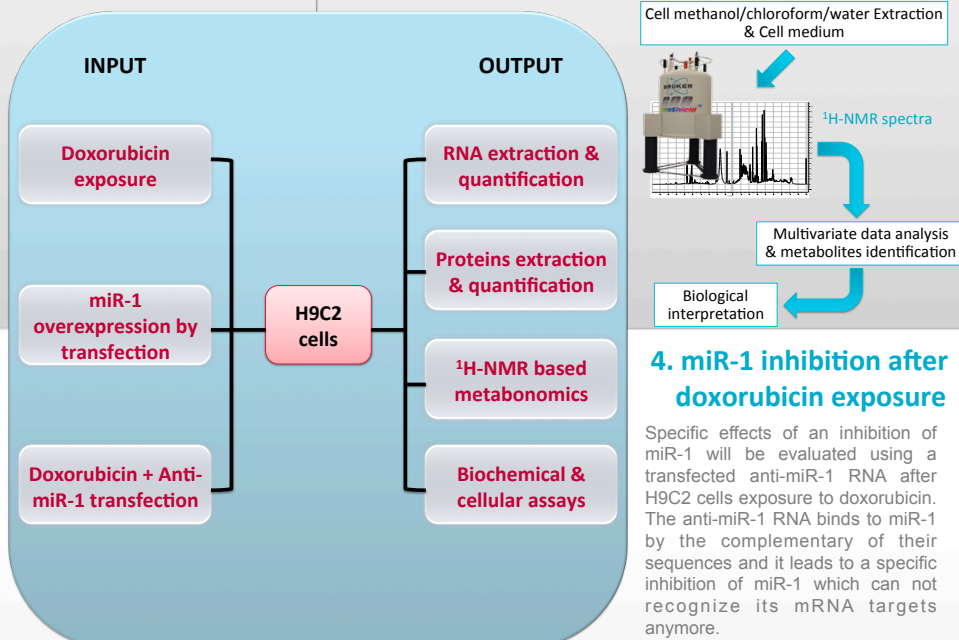 INPUT
OUTPUT
Doxorubicin
exposure
miR-1
overexpression by
transfection
Doxorubicin + Anti-
miR-1 transfection
H9C2
cells
RNA extraction &
quantification
Proteins extraction
& quantification
¹H-NMR based
metabonomics
Biochemical &
cellular assays
Cell methanol/chloroform/water Extraction
& Cell medium
BRUKER
¹H-NMR spectra
Multivariate data analysis
& metabolites identification
Biological
interpretation
4. miR-1 inhibition after
doxorubicin exposure
Specific effects of an inhibition of
miR-1 will be evaluated using a
transfected anti-miR-1 RNA after
H9C2 cells exposure to doxorubicin.
The anti-miR-1 RNA binds to miR-1
by the complementary of their
sequences and it leads to a specific
inhibition of miR-1 which can not
recognize its mRNA targets
anymore.